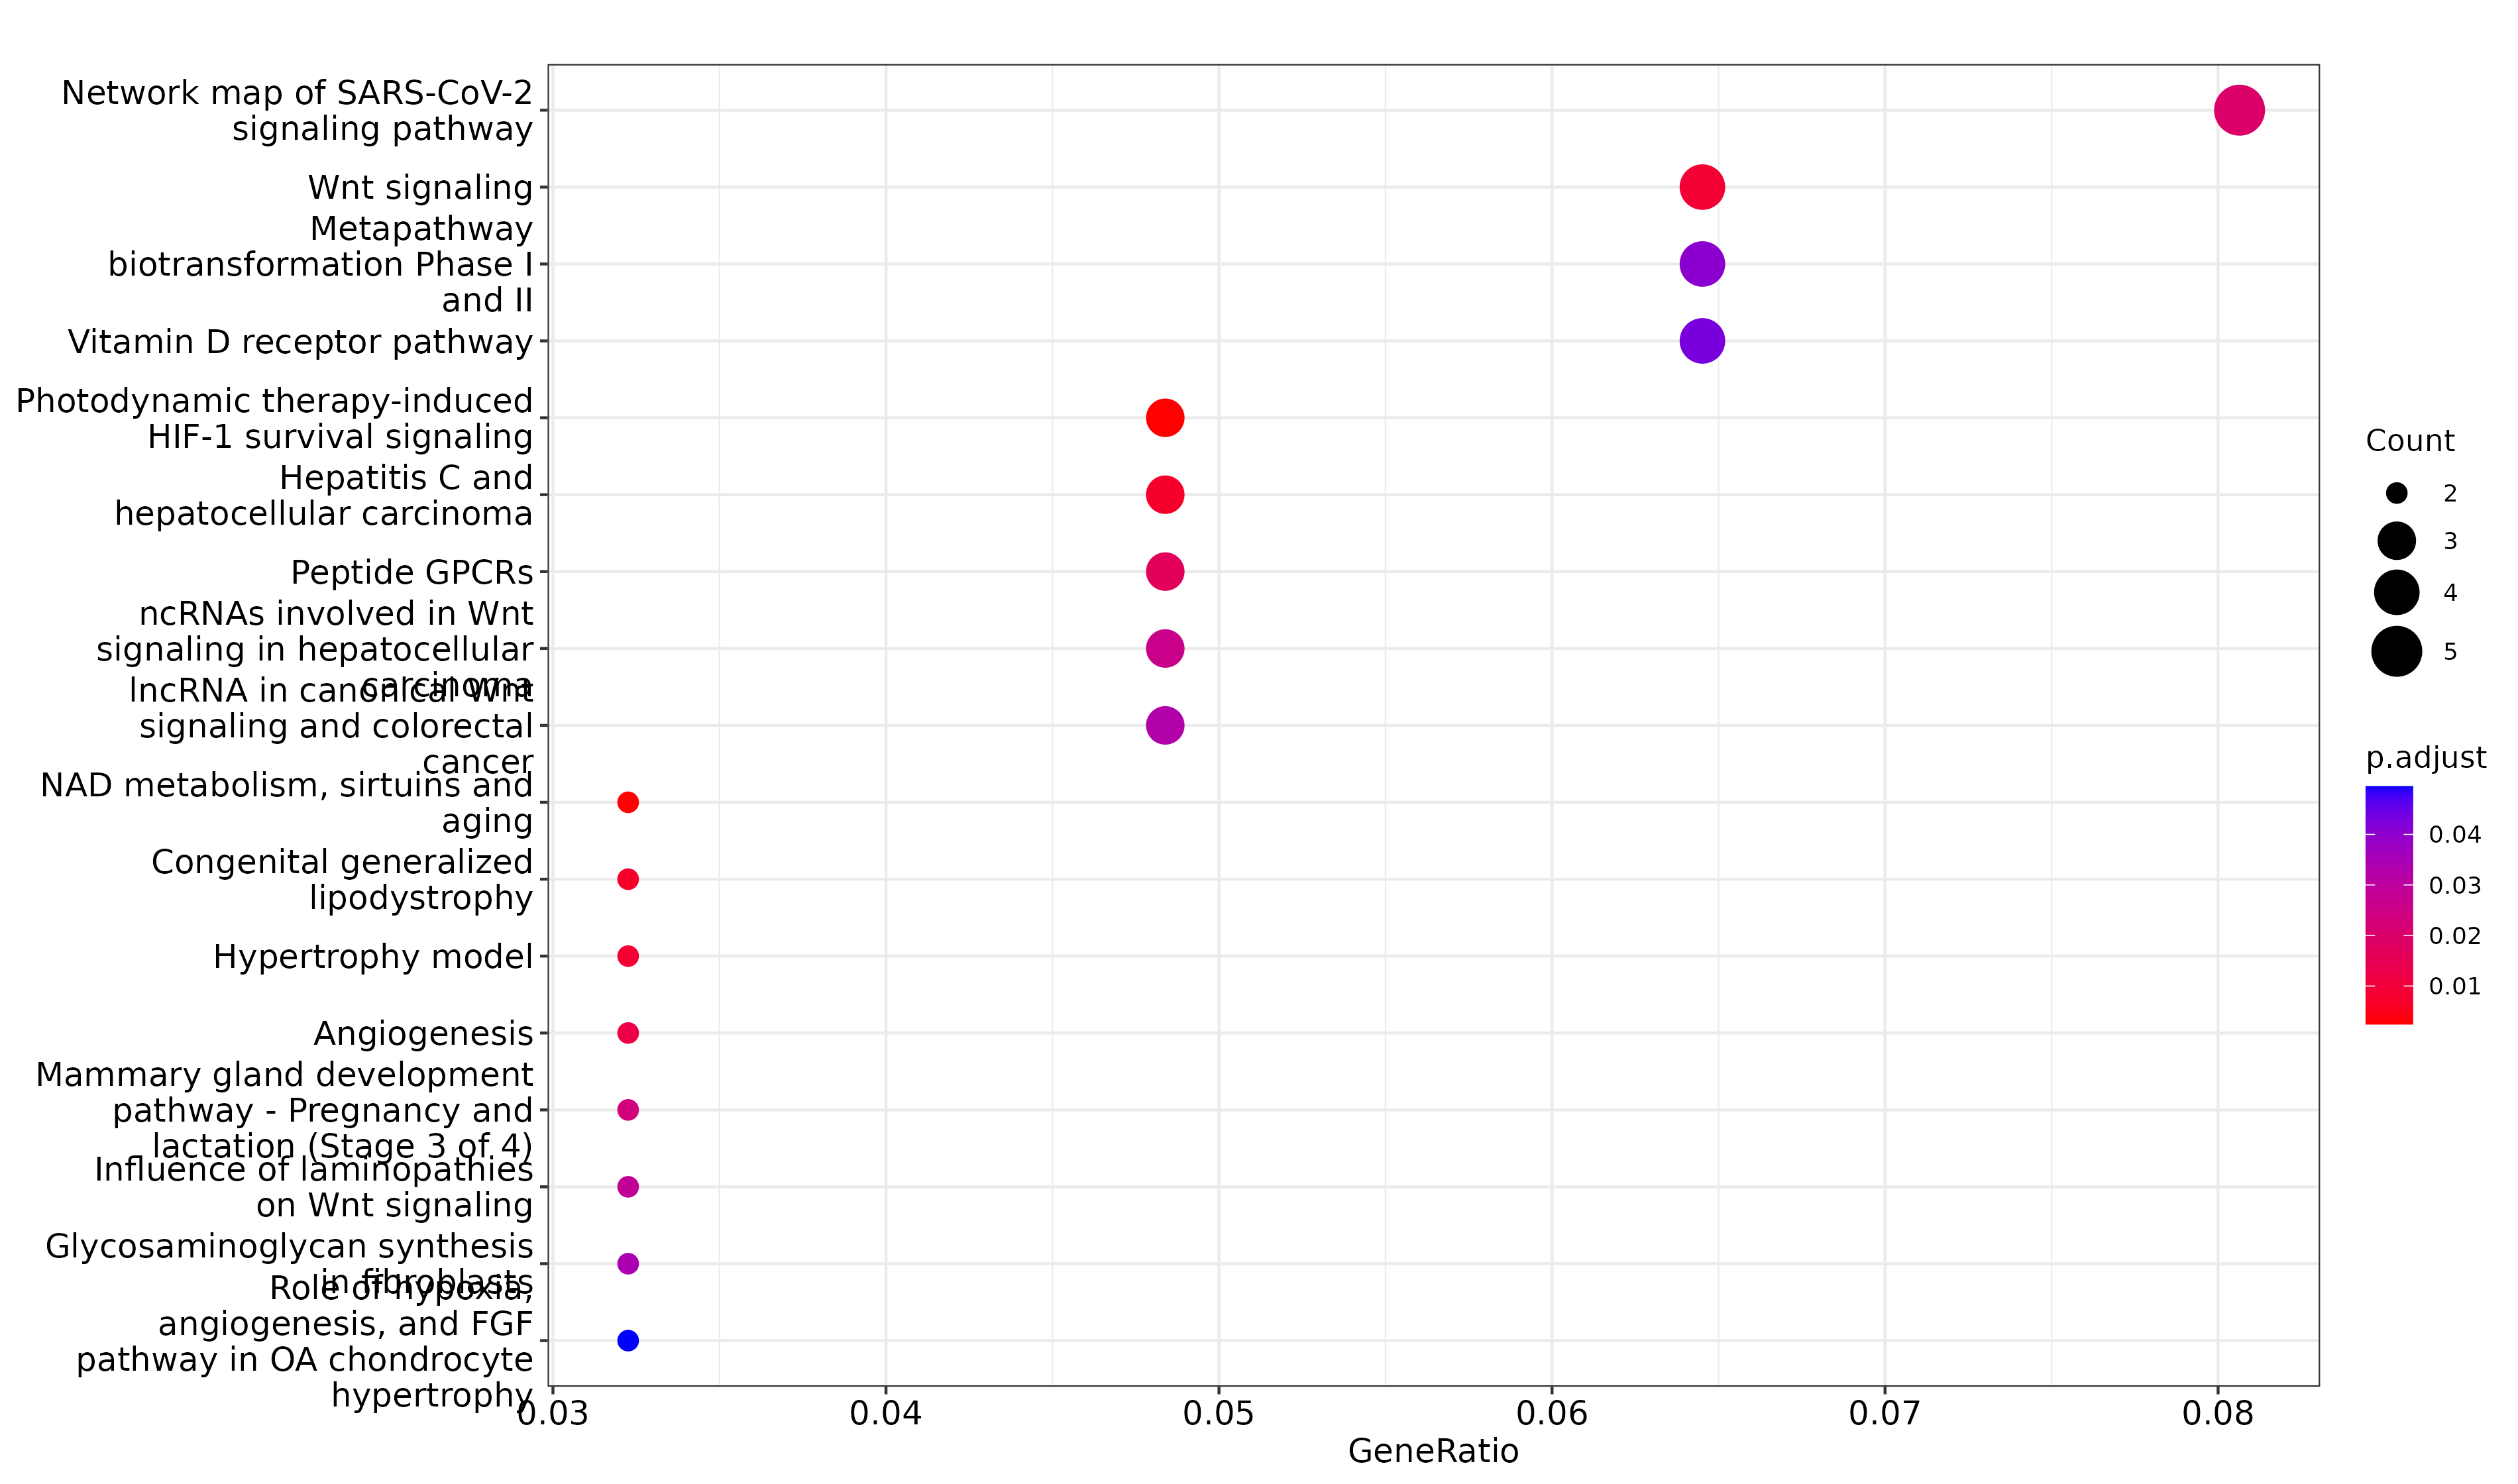 Network map of SARS-CoV-2
signaling pathway
Wnt signaling
Metapathway
biotransformation Phase I
and II
Vitamin D receptor pathway
Photodynamic therapy-induced
HIF-1 survival signaling
Hepatitis C and
hepatocellular carcinoma
Peptide GPCRs
ncRNAs involved in Wnt
signaling in hepatocellular
carcinoma
lncRNA in canonical Wnt
signaling and colorectal
cancer
NAD metabolism, sirtuins and
aging
Congenital generalized
lipodystrophy
Hypertrophy model
Angiogenesis
Mammary gland development
pathway - Pregnancy and
lactation (Stage 3 of 4)
Influence of laminopathies
on Wnt signaling
Glycosaminoglycan synthesis
in fibroblasts
Role of hypoxia,
angiogenesis, and FGF
pathway in OA chondrocyte
hypertrophy
0.03 0.04 0.05 0.06 0.07 0.08
GeneRatio
Count
2
3
4
5
p.adjust
0.04
0.03
0.02
0.01